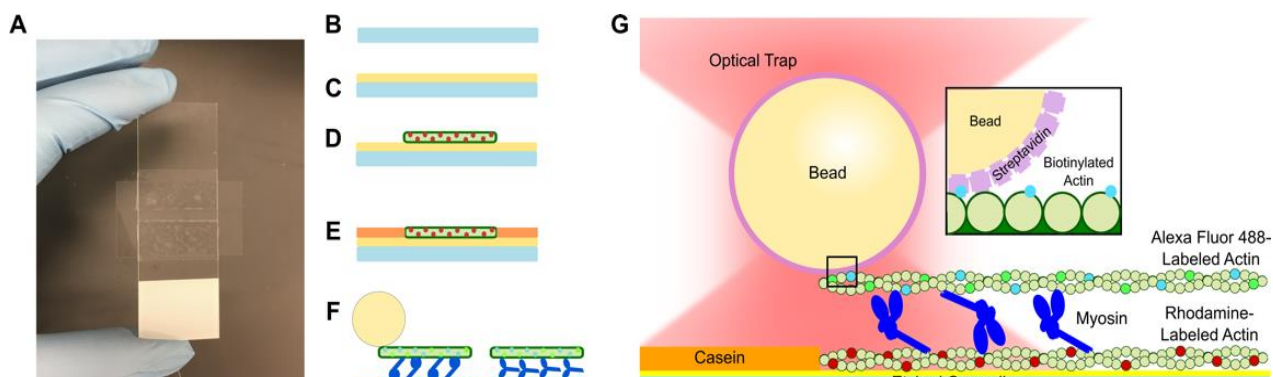 A
B
C
D
E
F
G
Optical Trap
Bead
Bead
Streptavidin
Biotinylated
Actin
Alexa Fluor 488-
Labeled Actin
Myosin
Rhodamine-
Labeled Actin
Casein